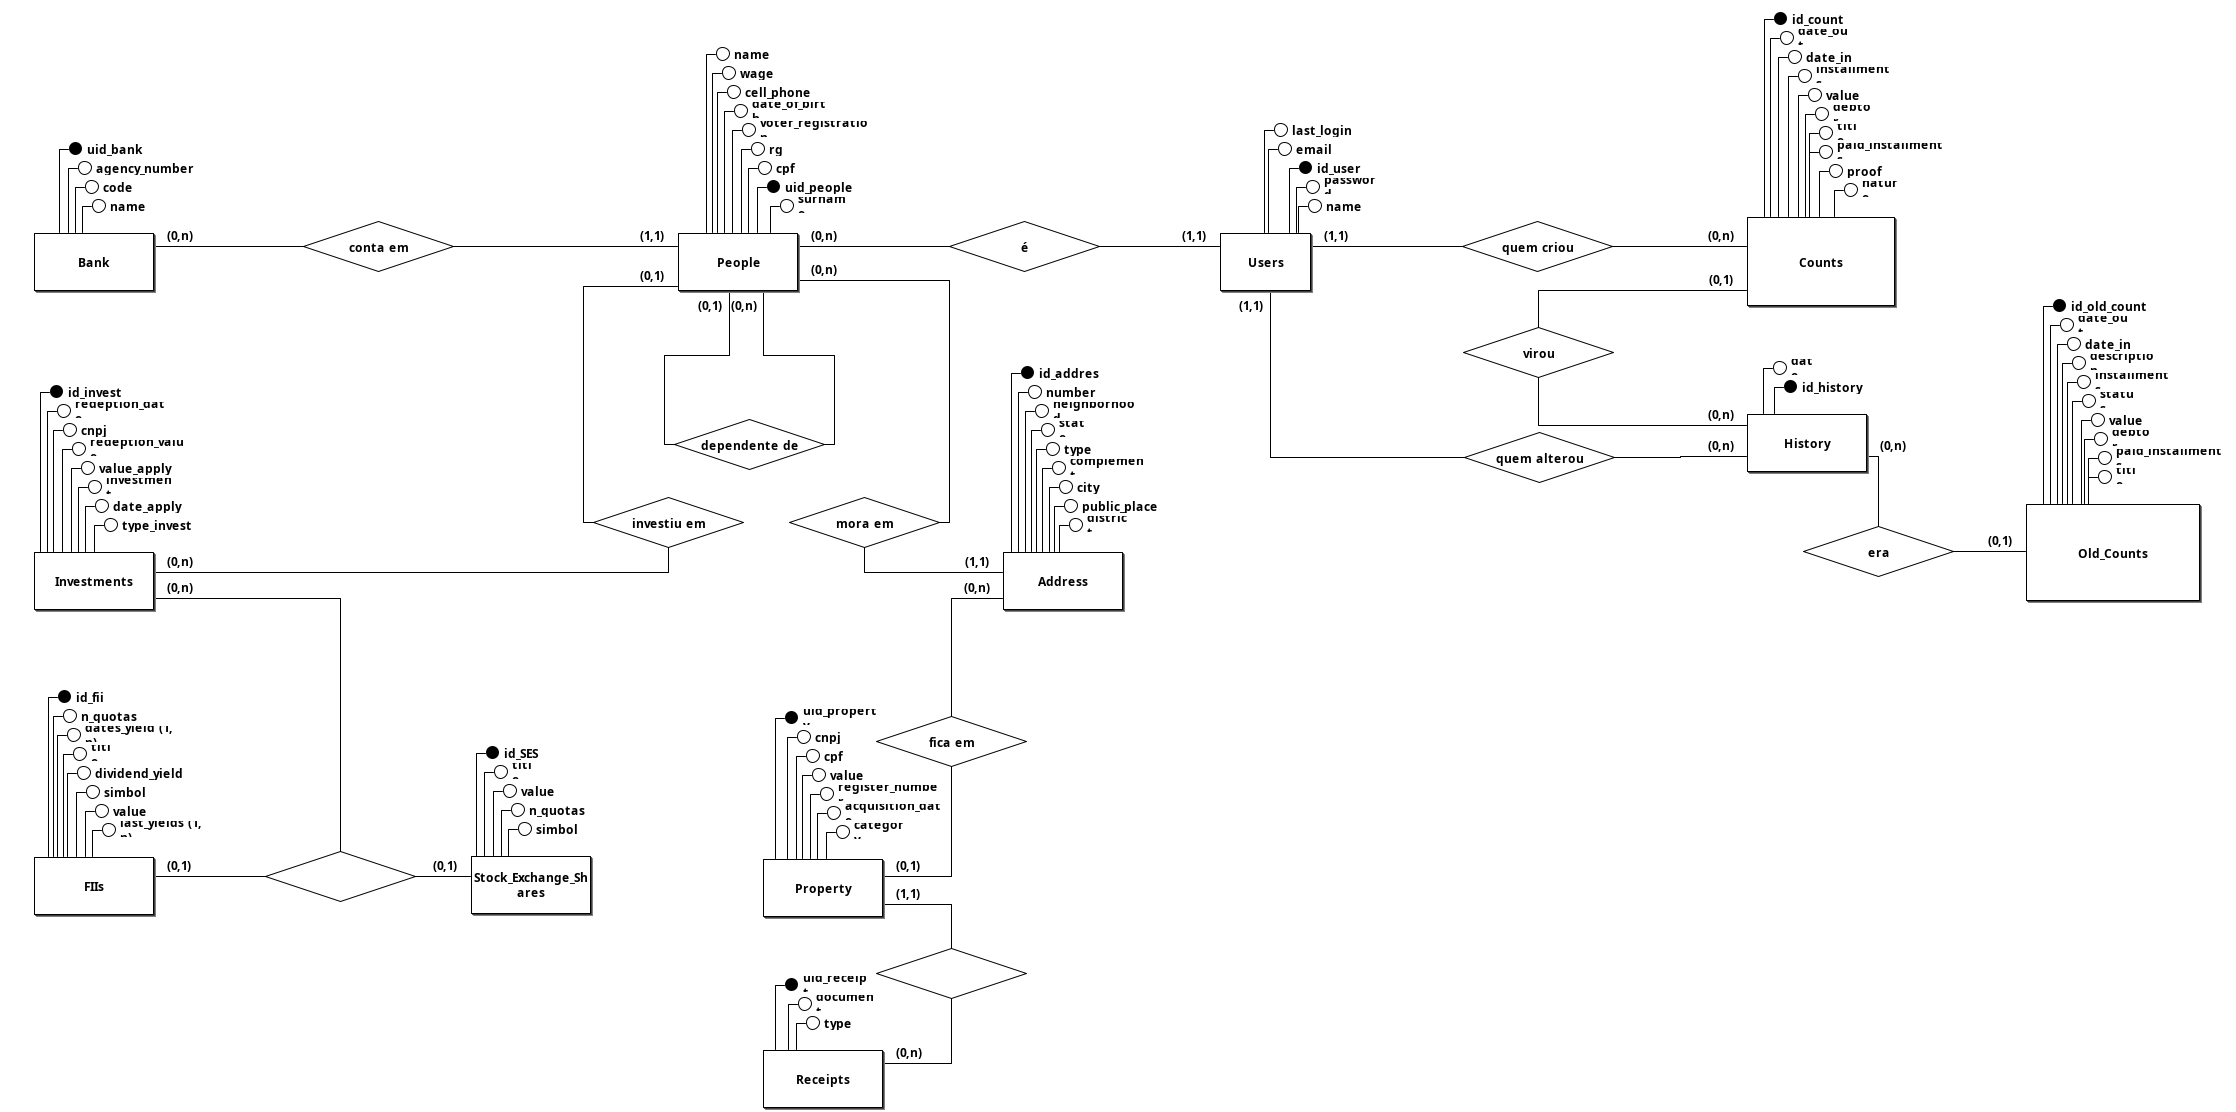 id_count
date_ou
t
date_in
installment
s
value
debto
r
titl
e
paid_installment
s
proof
natur
e
Counts
name
wage
cell_phone
date_of_birt
h
voter_registratio
n
rg
cpf
uid_people
surnam
e
People
last_login
email
id_user
passwor
d
name
Users
uid_bank
agency_number
code
name
Bank
(0,n)
conta em
(1,1)
(0,n)
é
(1,1)
(1,1)
quem criou
(0,n)
(0,1)
(0,n)
(0,1)
(0,1)
(0,n)
(1,1)
virou
dependente de
investiu em
mora em
quem alterou
(0,n)
(0,n)
dat
e
id_history
History
(0,n)
era
(0,1)
id_old_count
date_ou
t
date_in
descriptio
n
installment
s
statu
s
value
debto
r
paid_installment
s
titl
e
Old_Counts
id_invest
redeption_dat
e
cnpj
redeption_valu
e
value_apply
investmen
t
date_apply
type_invest
Investments
(0,n)
(0,n)
id_addres
number
neighborhoo
d
stat
e
type
complemen
t
city
public_place
distric
t
Address
(1,1)
(0,n)
fica em
id_fii
n_quotas
dates_yield (1,
n)
titl
e
dividend_yield
simbol
value
last_yields (1,
n)
FIIs
(0,1)
(0,1)
id_SES
titl
e
value
n_quotas
simbol
Stock_Exchange_Sh
ares
uid_propert
y
cnpj
cpf
value
register_numbe
r
acquisition_dat
e
categor
y
Property
(0,1)
(1,1)
uid_receip
t
documen
t
type
Receipts
(0,n)